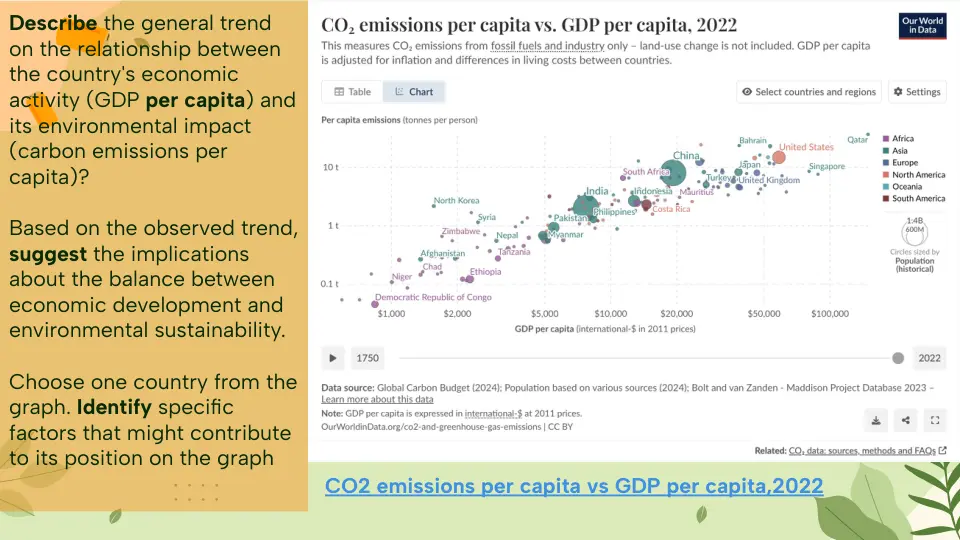 Describe the general trend
on the relationship between
the country's economic
activity (GDP per capita) and
its environmental impact
(carbon emissions per
capita)?
Based on the observed trend,
suggest the implications
about the balance between
economic development and
environmental sustainability.
Choose one country from the
graph. Identify specific
factors that might contribute
to its position on the graph
CO₂ emissions per capita vs. GDP per capita, 2022
Our World
in Data
This measures CO₂ emissions from fossil fuels and industry only – land-use change is not included. GDP per capita
is adjusted for inflation and differences in living costs between countries.
Table
Chart
Select countries and regions
Settings
Per capita emissions (tonnes per person)
10 t
1 t
0.1 t
Bahrain
Qatar
United States
China
Japan
Singapore
South Africa
Turkey
United Kingdom
India
Indonesia
Mauritius
North Korea
Costa Rica
Philippines
Syria
Pakistan
Zimbabwe
Nepal
Myanmar
Afghanistan
Tanzania
Chad
Niger
Ethiopia
Democratic Republic of Congo
$1,000
$2,000
$5,000
$10,000
$20,000
$50,000
$100,000
GDP per capita (international-$ in 2011 prices)
Africa
Asia
Europe
North America
Oceania
South America
1:4B
600M
Circles sized by
Population
(historical)
1750
2022
Data source: Global Carbon Budget (2024); Population based on various sources (2024); Bolt and van Zanden - Maddison Project Database 2023 –
Learn more about this data
Note: GDP per capita is expressed in international-$ at 2011 prices.
OurWorldinData.org/co2-and-greenhouse-gas-emissions | CC BY
Related: CO₂ data: sources, methods and FAQs
CO2 emissions per capita vs GDP per capita,2022